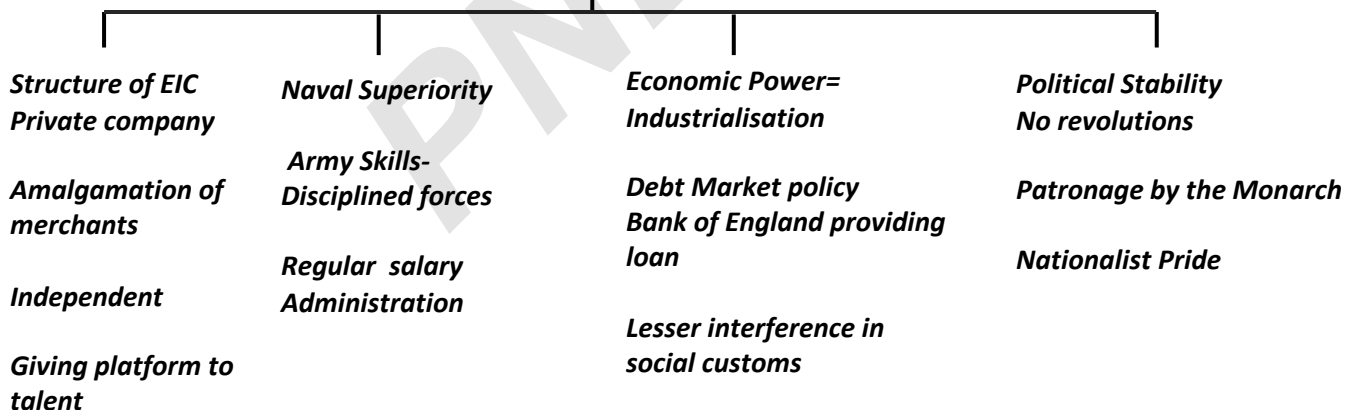 Structure of EIC
Private company
Amalgamation of
merchants
Independent
Giving platform to
talent
Naval Superiority
Army Skills-
Disciplined forces
Regular salary
Administration
Economic Power=
Industrialisation
Debt Market policy
Bank of England providing
loan
Lesser interference in
social customs
Political Stability
No revolutions
Patronage by the Monarch
Nationalist Pride